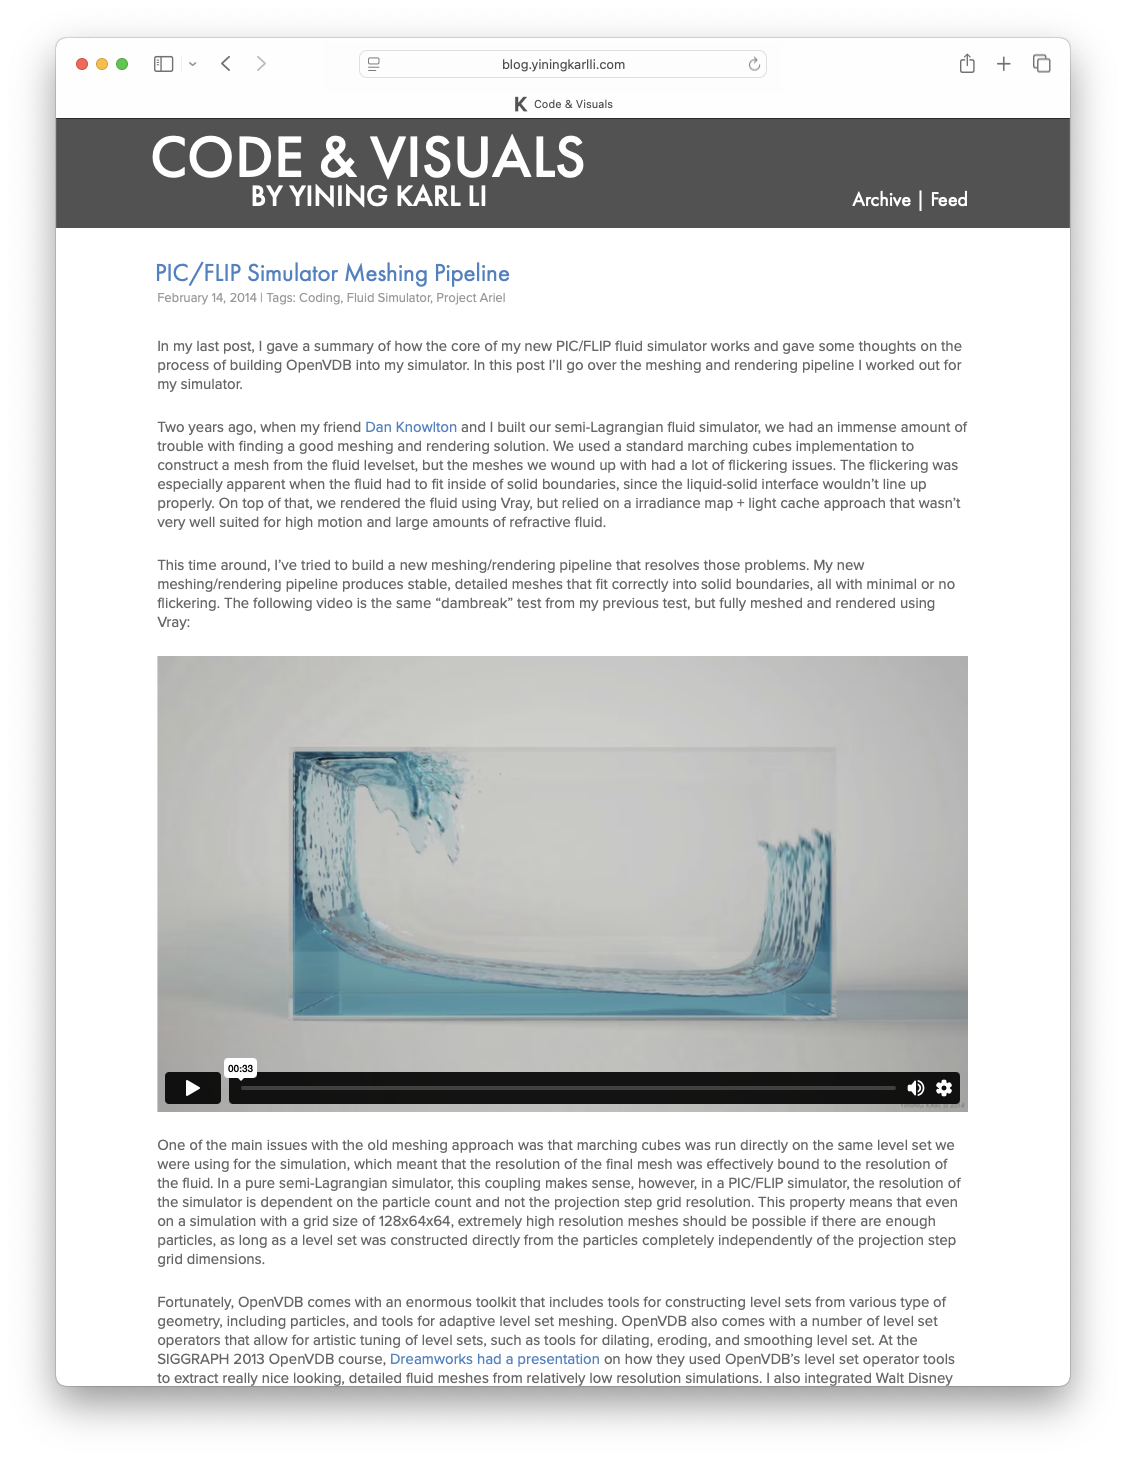 blog.yiningkarlli.com
K Code & Visuals
CODE & VISUALS
BY YINING KARL LI
Archive | Feed
PIC/FLIP Simulator Meshing Pipeline
February 14, 2014 | Tags: Coding, Fluid Simulator, Project Ariel
In my last post, I gave a summary of how the core of my new PIC/FLIP fluid simulator works and gave some thoughts on the
process of building OpenVDB into my simulator. In this post I’ll go over the meshing and rendering pipeline I worked out for
my simulator.
Two years ago, when my friend Dan Knowlton and I built our semi-Lagrangian fluid simulator, we had an immense amount of
trouble with finding a good meshing and rendering solution. We used a standard marching cubes implementation to
construct a mesh from the fluid levelset, but the meshes we wound up with had a lot of flickering issues. The flickering was
especially apparent when the fluid had to fit inside of solid boundaries, since the liquid-solid interface wouldn’t line up
properly. On top of that, we rendered the fluid using Vray, but relied on a irradiance map + light cache approach that wasn’t
very well suited for high motion and large amounts of refractive fluid.
This time around, I’ve tried to build a new meshing/rendering pipeline that resolves those problems. My new
meshing/rendering pipeline produces stable, detailed meshes that fit correctly into solid boundaries, all with minimal or no
flickering. The following video is the same “dambreak” test from my previous test, but fully meshed and rendered using
Vray:
00:33
One of the main issues with the old meshing approach was that marching cubes was run directly on the same level set we
were using for the simulation, which meant that the resolution of the final mesh was effectively bound to the resolution of
the fluid. In a pure semi-Lagrangian simulator, this coupling makes sense, however, in a PIC/FLIP simulator, the resolution of
the simulator is dependent on the particle count and not the projection step grid resolution. This property means that even
on a simulation with a grid size of 128x64x64, extremely high resolution meshes should be possible if there are enough
particles, as long as a level set was constructed directly from the particles completely independently of the projection step
grid dimensions.
Fortunately, OpenVDB comes with an enormous toolkit that includes tools for constructing level sets from various type of
geometry, including particles, and tools for adaptive level set meshing. OpenVDB also comes with a number of level set
operators that allow for artistic tuning of level sets, such as tools for dilating, eroding, and smoothing level set. At the
SIGGRAPH 2013 OpenVDB course, Dreamworks had a presentation on how they used OpenVDB’s level set operator tools
to extract really nice looking, detailed fluid meshes from relatively low resolution simulations. I also integrated Walt Disney